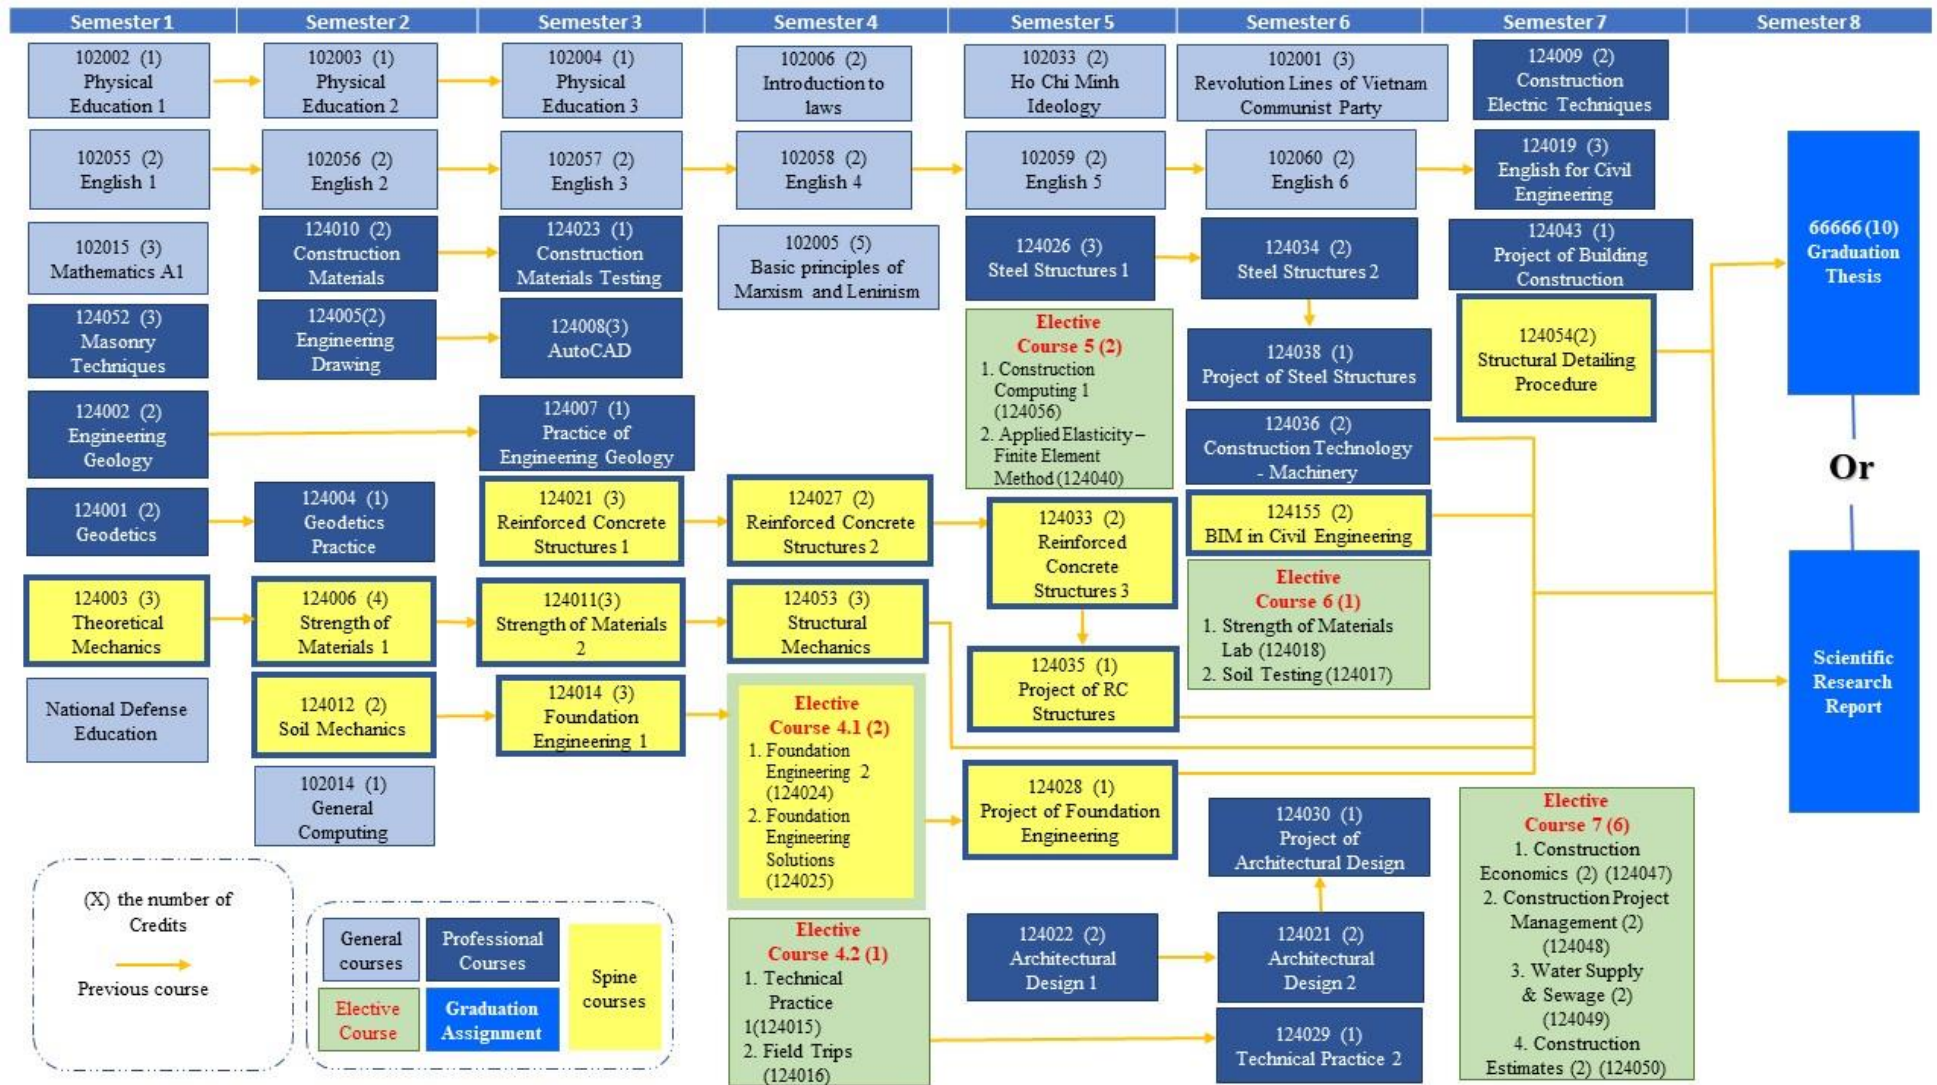 Semester 1
Semester 2
Semester 3
Semester 4
Semester 5
Semester 6
Semester 7
Semester 8
102002 (1)
Physical
Education 1
102055 (2)
English 1
102015 (3)
Mathematics A1
124052 (3)
Masonry
Techniques
124002 (2)
Engineering
Geology
124001 (2)
Geodetics
124003 (3)
Theoretical
Mechanics
National Defense
Education
102003 (1)
Physical
Education 2
102056 (2)
English 2
124010 (2)
Construction
Materials
124005(2)
Engineering
Drawing
124004 (1)
Geodetics
Practice
124006 (4)
Strength of
Materials 1
124012 (2)
Soil Mechanics
102014 (1)
General
Computing
102004 (1)
Physical
Education 3
102057 (2)
English 3
124023 (1)
Construction
Materials Testing
124008(3)
AutoCAD
124007 (1)
Practice of
Engineering Geology
124021 (3)
Reinforced Concrete
Structures 1
124011(3)
Strength of Materials
2
124014 (3)
Foundation
Engineering 1
102006 (2)
Introduction to
laws
102058 (2)
English 4
102005 (5)
Basic principles of
Marxism and Leninism
124027 (2)
Reinforced Concrete
Structures 2
124053 (3)
Structural
Mechanics
Elective
Course 4.1 (2)
1. Foundation
Engineering 2
(124024)
2. Foundation
Engineering
Solutions
(124025)
Elective
Course 4.2 (1)
1. Technical
Practice
1(124015)
2. Field Trips
(124016)
102033 (2)
Ho Chi Minh
Ideology
102059 (2)
English 5
124026 (3)
Steel Structures 1
Elective
Course 5 (2)
1. Construction
Computing 1
(124056)
2. Applied Elasticity –
Finite Element
Method (124040)
124033 (2)
Reinforced
Concrete
Structures 3
124035 (1)
Project of RC
Structures
124028 (1)
Project of Foundation
Engineering
124022 (2)
Architectural
Design 1
102001 (3)
Revolution Lines of Vietnam
Communist Party
102060 (2)
English 6
124034 (2)
Steel Structures 2
124038 (1)
Project of Steel Structures
124036 (2)
Construction Technology
- Machinery
124155 (2)
BIM in Civil Engineering
Elective
Course 6 (1)
1. Strength of Materials
Lab (124018)
2. Soil Testing (124017)
124030 (1)
Project of
Architectural Design
124021 (2)
Architectural
Design 2
124029 (1)
Technical Practice 2
124009 (2)
Construction
Electric Techniques
124019 (3)
English for Civil
Engineering
124043 (1)
Project of Building
Construction
124054(2)
Structural Detailing
Procedure
Elective
Course 7 (6)
1. Construction
Economics (2) (124047)
2. Construction Project
Management (2)
(124048)
3. Water Supply
& Sewage (2)
(124049)
4. Construction
Estimates (2) (124050)
66666 (10)
Graduation
Thesis
Or
Scientific
Research
Report
(X) the number of
Credits
Previous course
General
courses
Professional
Courses
Elective
Course
Graduation
Assignment
Spine
courses